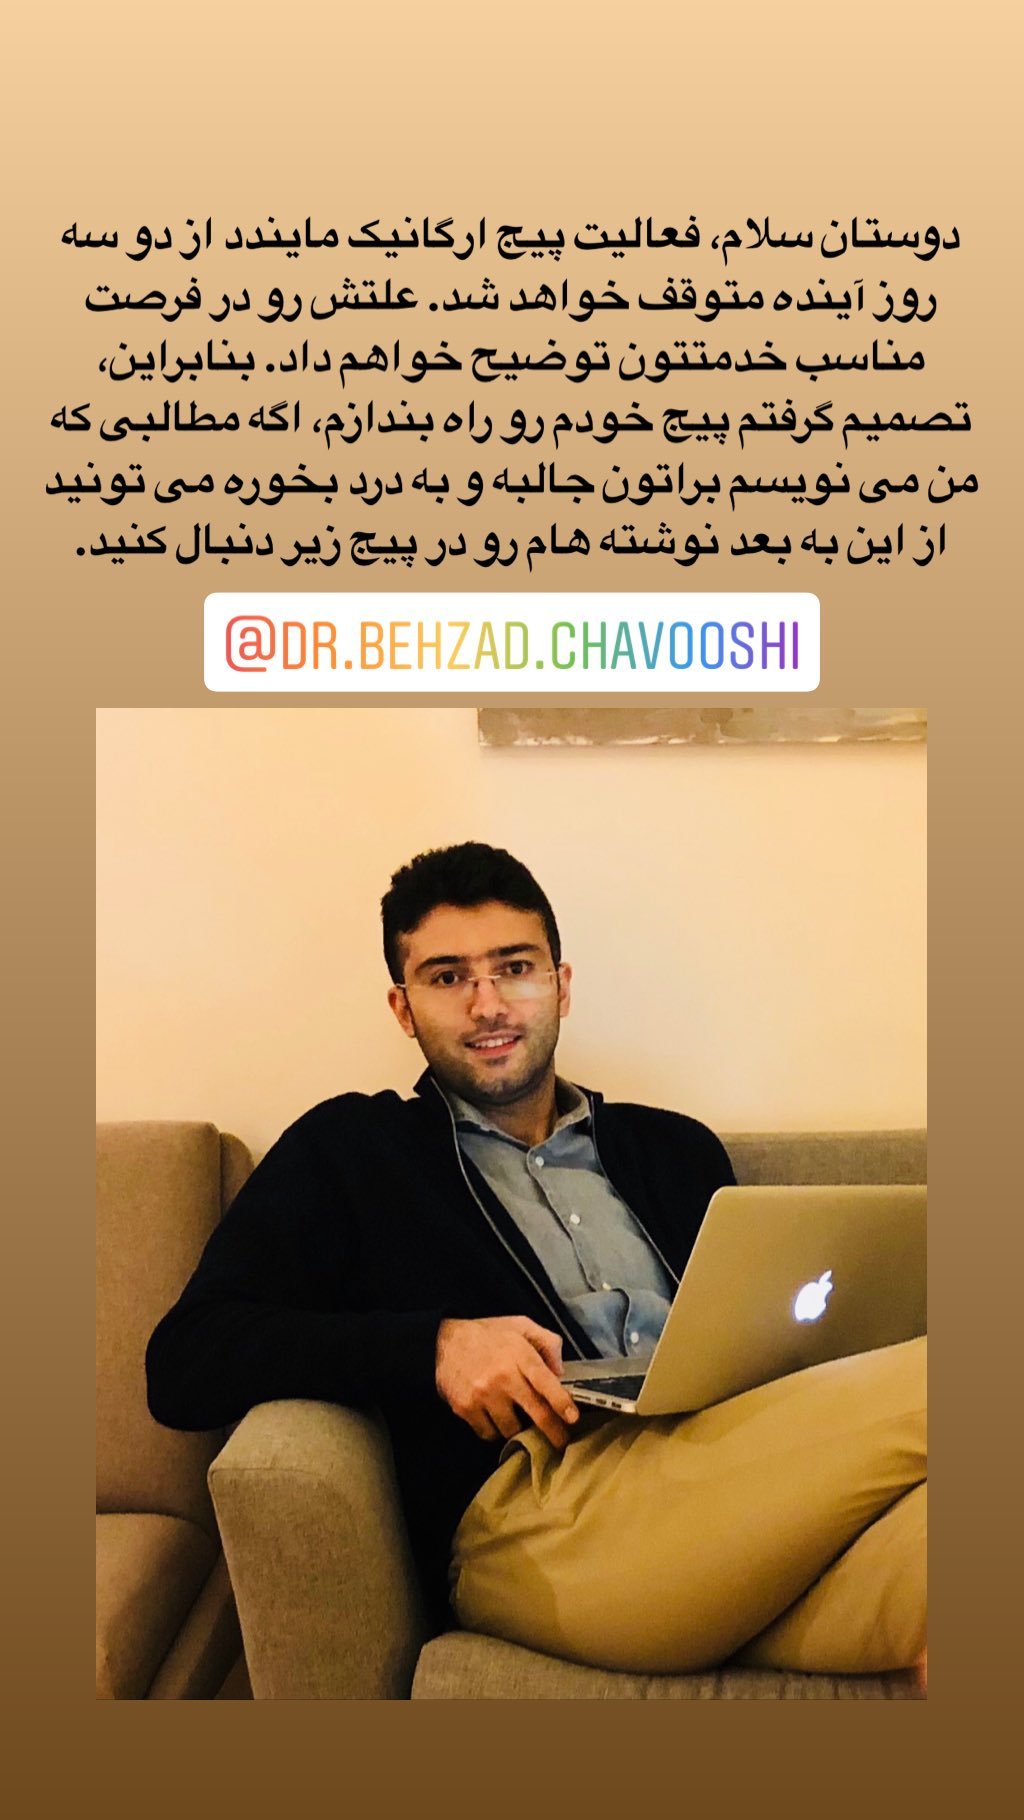 دوستان سلام، فعالیت پیج ارگانیک مایندد از دو سه
روز آینده متوقف خواهد شد. علتش رو در فرصت
مناسب خدمتتون توضیح خواهم داد. بنابراین،
تصمیم گرفتم پیج خودم رو راه بندازم، اگه مطالبی که
من می نویسم براتون جالبه و به درد بخوره می تونید
از این به بعد نوشته هام رو در پیج زیر دنبال کنید.
@DR.BEHZAD.CHAVOOSHI